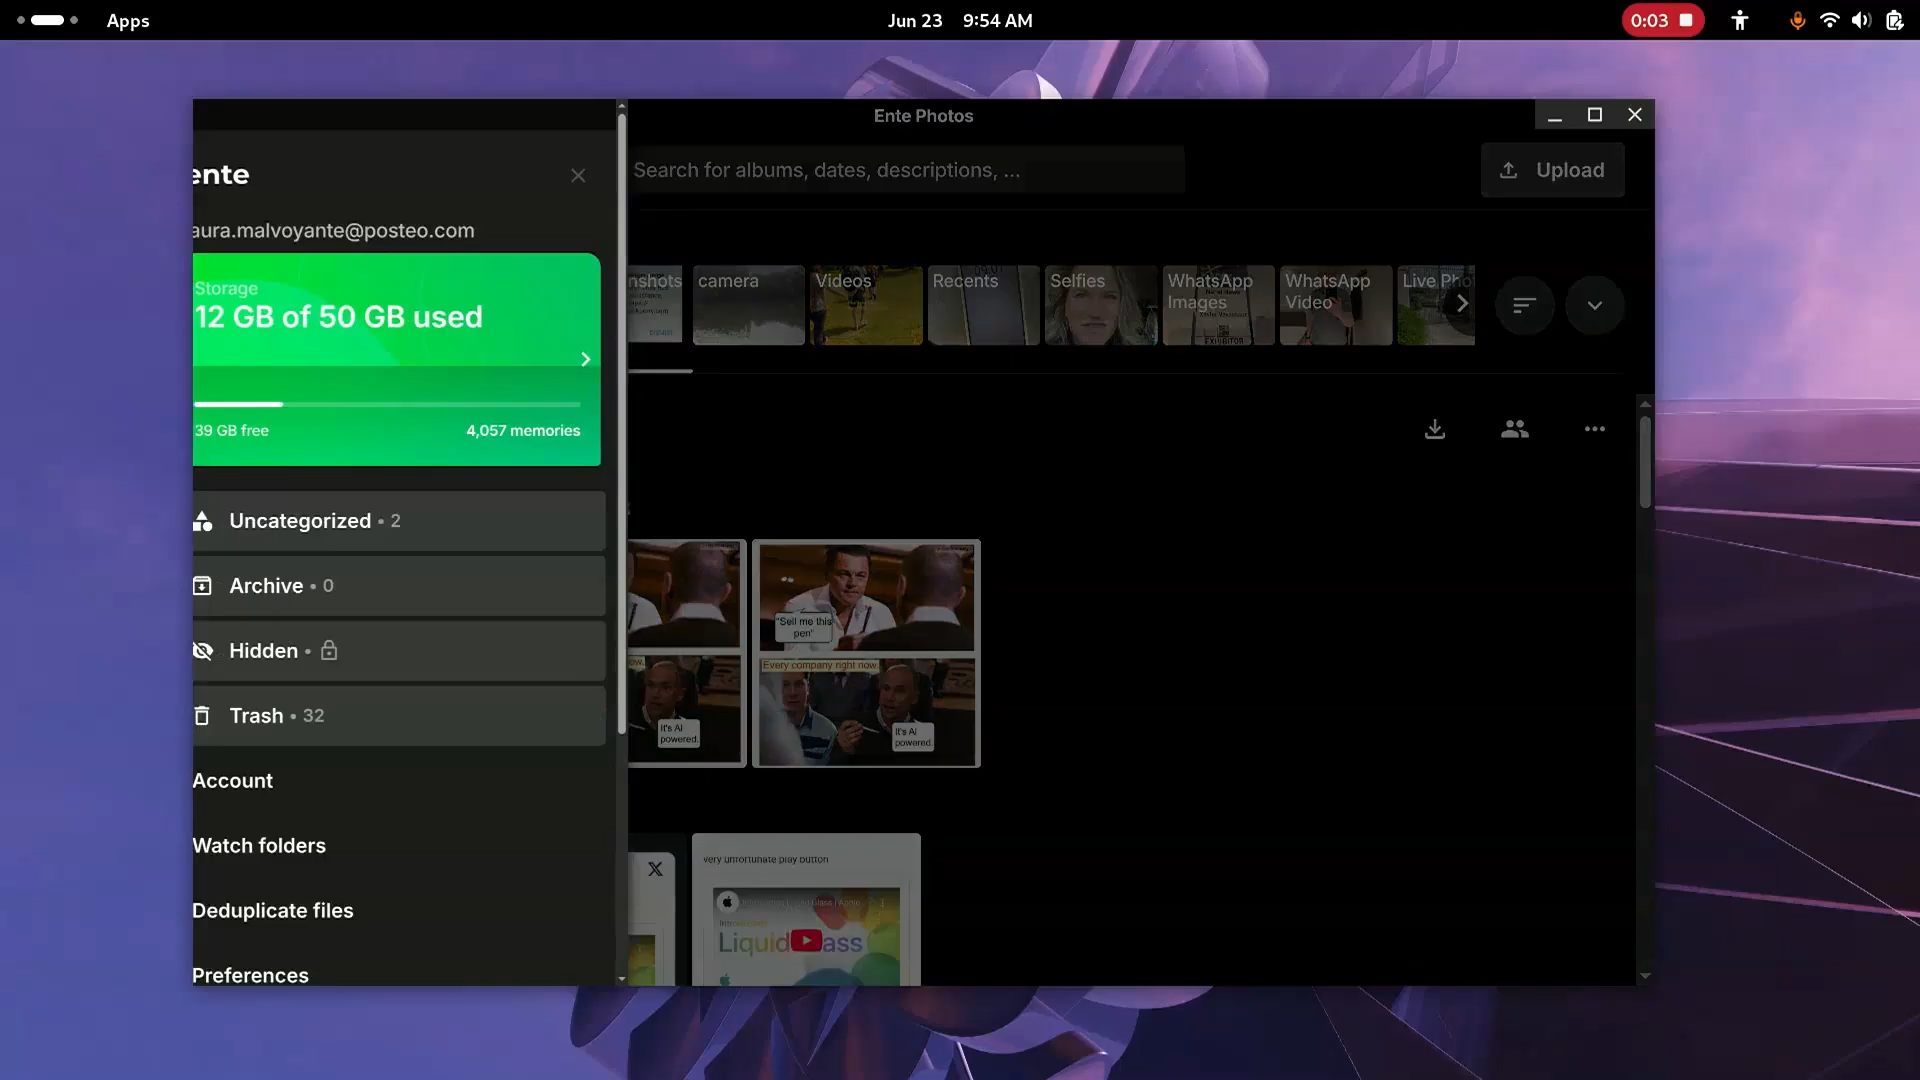 Apps
Jun 23 9:54 AM
0:03
Ente Photos
ente
aura.malvoyante@posteo.com
Search for albums, dates, descriptions, ...
Upload
Storage
12 GB of 50 GB used
39 GB free
4,057 memories
nshots
camera
Videos
Recents
Selfies
WhatsApp
Images
WhatsApp
Video
Live Pho
EXHIBITOR
Uncategorized • 2
Archive • 0
Hidden •
Trash • 32
Account
Watch folders
Deduplicate files
Preferences
"Sell me this
pen"
ow.
Every company right now.
It's AI
powered.
It's AI
powered.
X
very unfortunate play button
Liquid ass